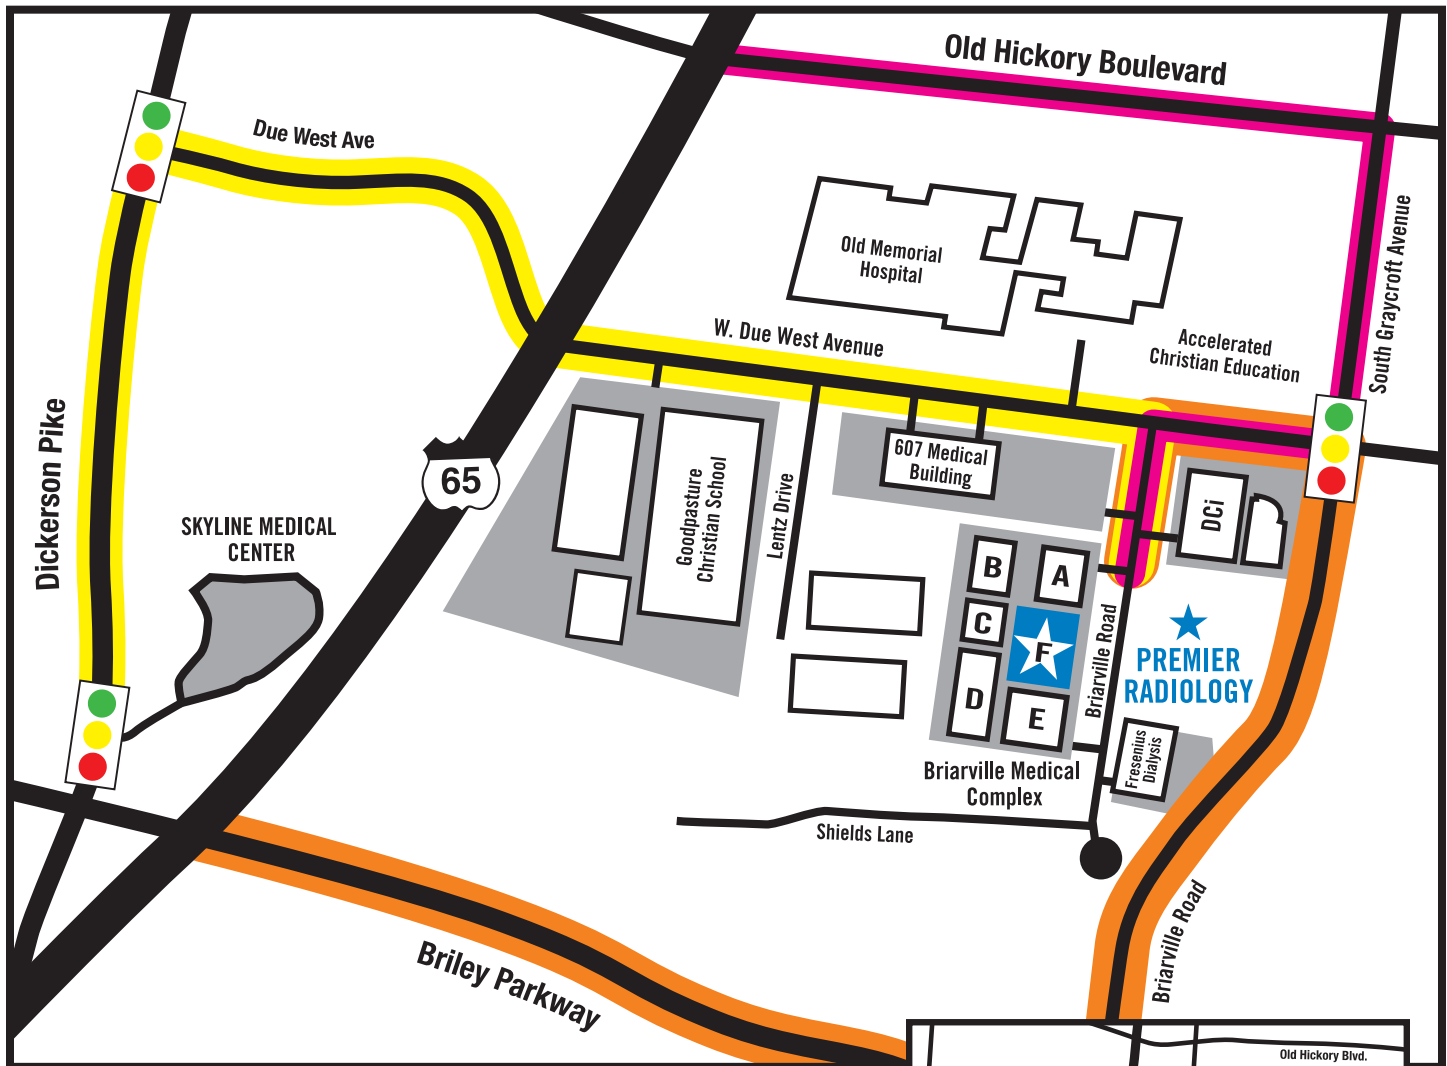 Old Hickory Boulevard
Due West Ave
South Graycroft Avenue
Old Memorial
Hospital
W. Due West Avenue
Accelerated
Christian Education
Dickerson Pike
65
607 Medical
Building
Goodpasture
Christian School
Lentz Drive
DCi
SKYLINE MEDICAL
CENTER
B
A
C
F
D
E
Briarville Road
PREMIER
RADIOLOGY
Fresenius
Dialysis
Briarville Medical
Complex
Shields Lane
Briarville Road
Briley Parkway
Old Hickory Blvd.